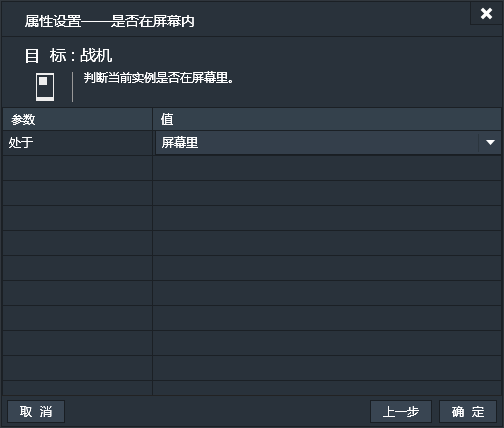 属性设置——是否在屏幕内
目 标：战机
判断当前实例是否在屏幕里。
参数 值
处于 屏幕里
取 消 上一步 确 定